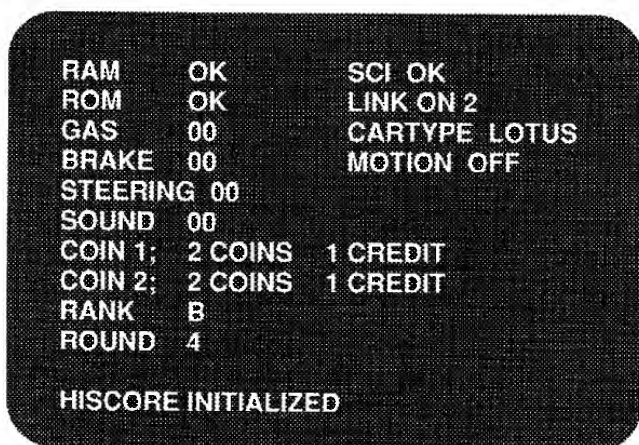 RAM OK SCI OK
ROM OK LINK ON 2
GAS 00 CARTYPE LOTUS
BRAKE 00 MOTION OFF
STEERING 00
SOUND 00
COIN 1; 2 COINS 1 CREDIT
COIN 2; 2 COINS 1 CREDIT
RANK B
ROUND 4
HISCORE INITIALIZED